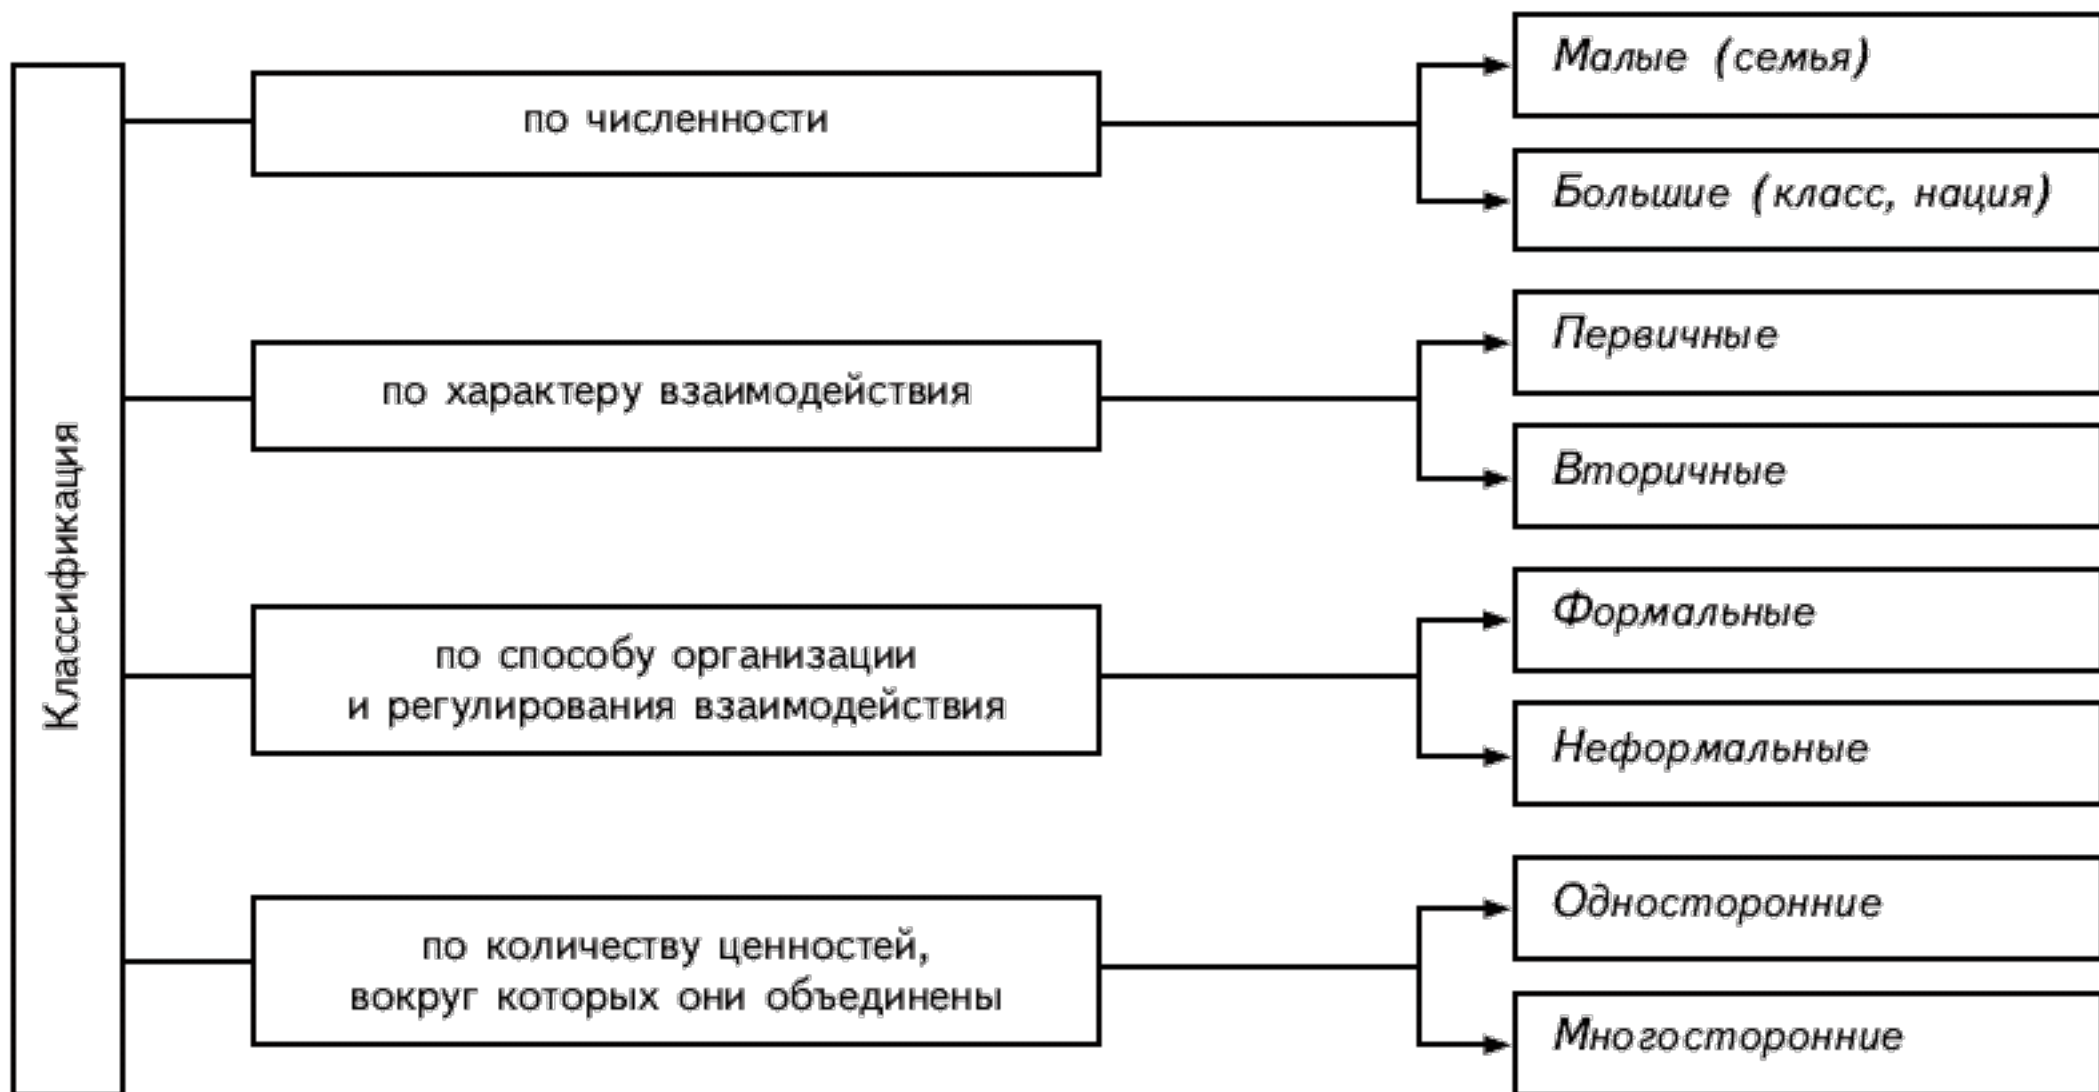 Классификация
по численности
Малые (семья)
Большие (класс, нация)
по характеру взаимодействия
Первичные
Вторичные
по способу организации
и регулирования взаимодействия
Формальные
Неформальные
по количеству ценностей,
вокруг которых они объединены
Односторонние
Многосторонние